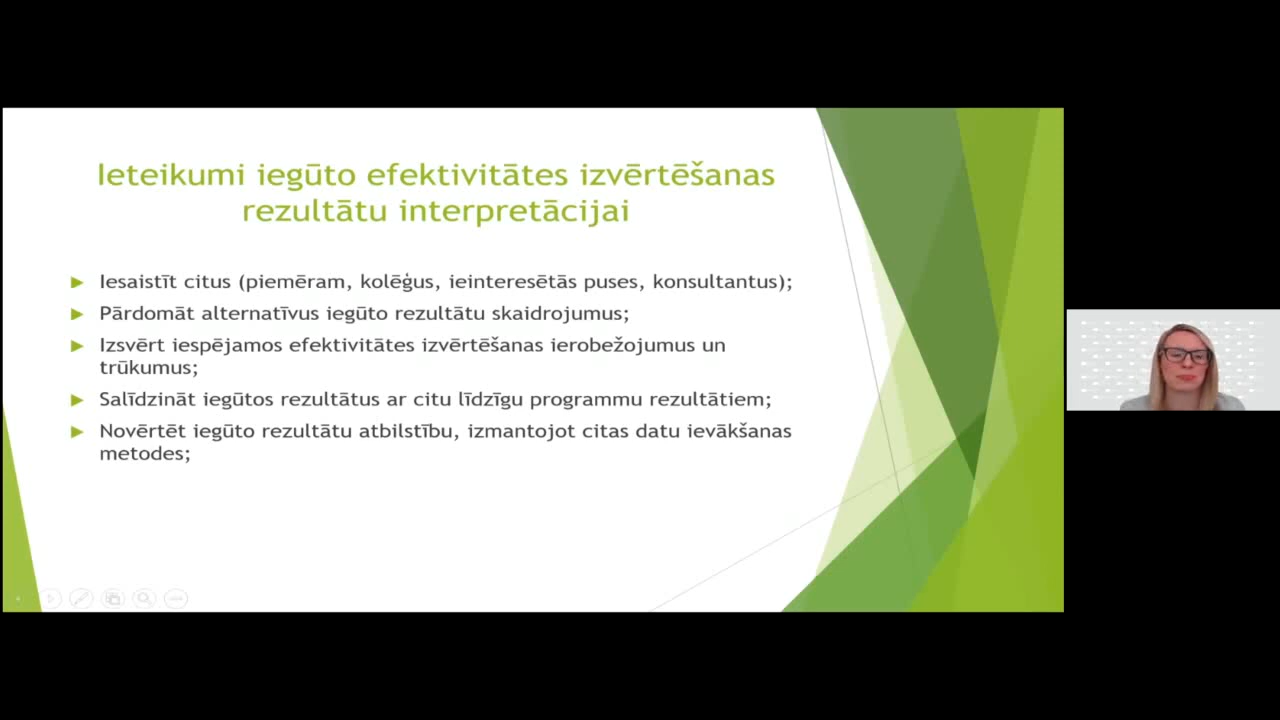 Ieteikumi iegūto efektivitātes izvērtēšanas
rezultātu interpretācijai
Iesaistīt citus (piemēram, kolēģus, ieinteresētās puses, konsultantus);
Pārdomāt alternatīvus iegūto rezultātu skaidrojumus;
Izsvērt iespējamos efektivitātes izvērtēšanas ierobežojumus un
trūkumus;
Salīdzināt iegūtos rezultātus ar citu līdzīgu programmu rezultātiem;
Novērtēt iegūto rezultātu atbilstību, izmantojot citas datu ievākšanas
metodes;